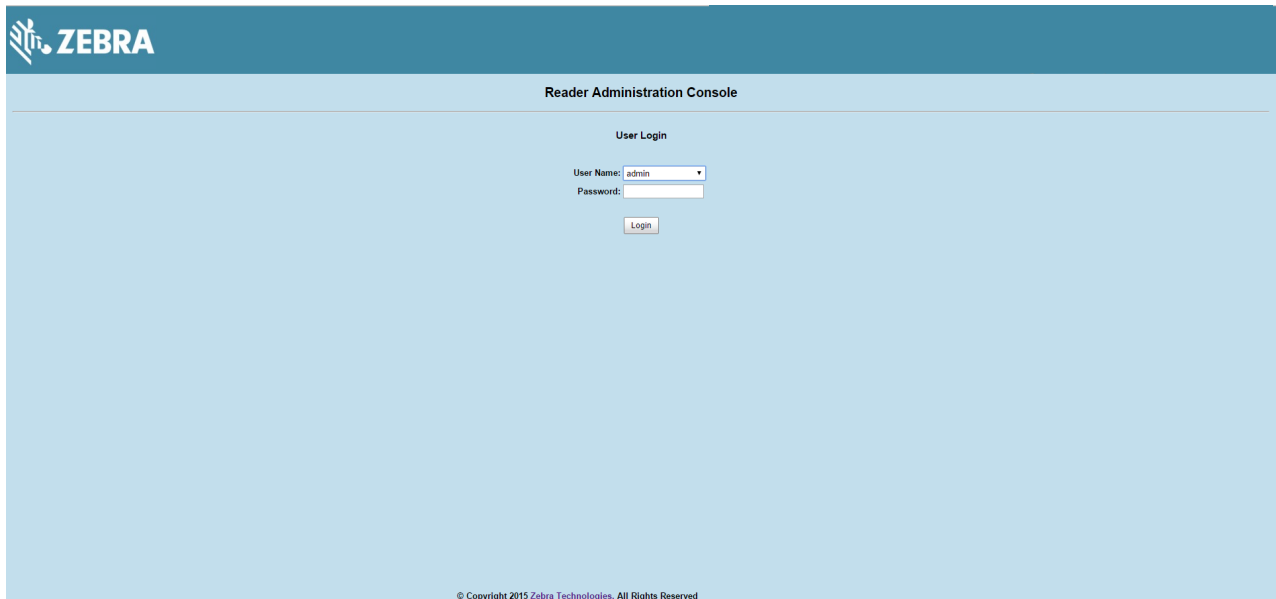 ZEBRA
Reader Administration Console
User Login
User Name: admin
Password:
Login
© Copyright 2015 Zebra Technologies. All Rights Reserved